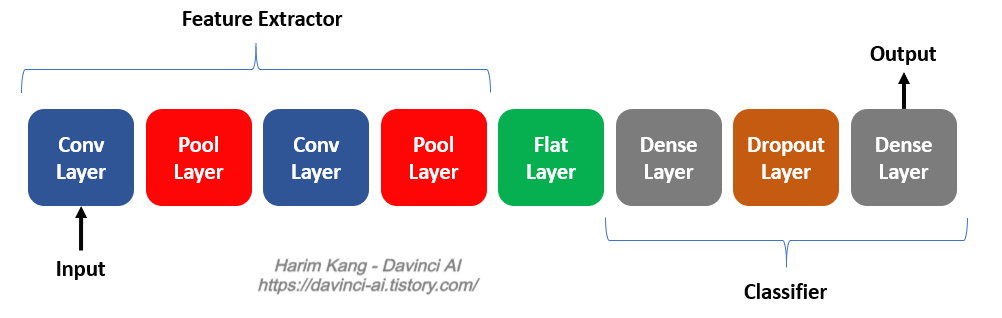 Feature Extractor
Output
Conv
Layer
Pool
Layer
Conv
Layer
Pool
Layer
Flat
Layer
Dense
Layer
Dropout
Layer
Dense
Layer
Input
Harim Kang - Davinci AI
https://davinci-ai.tistory.com/
Classifier